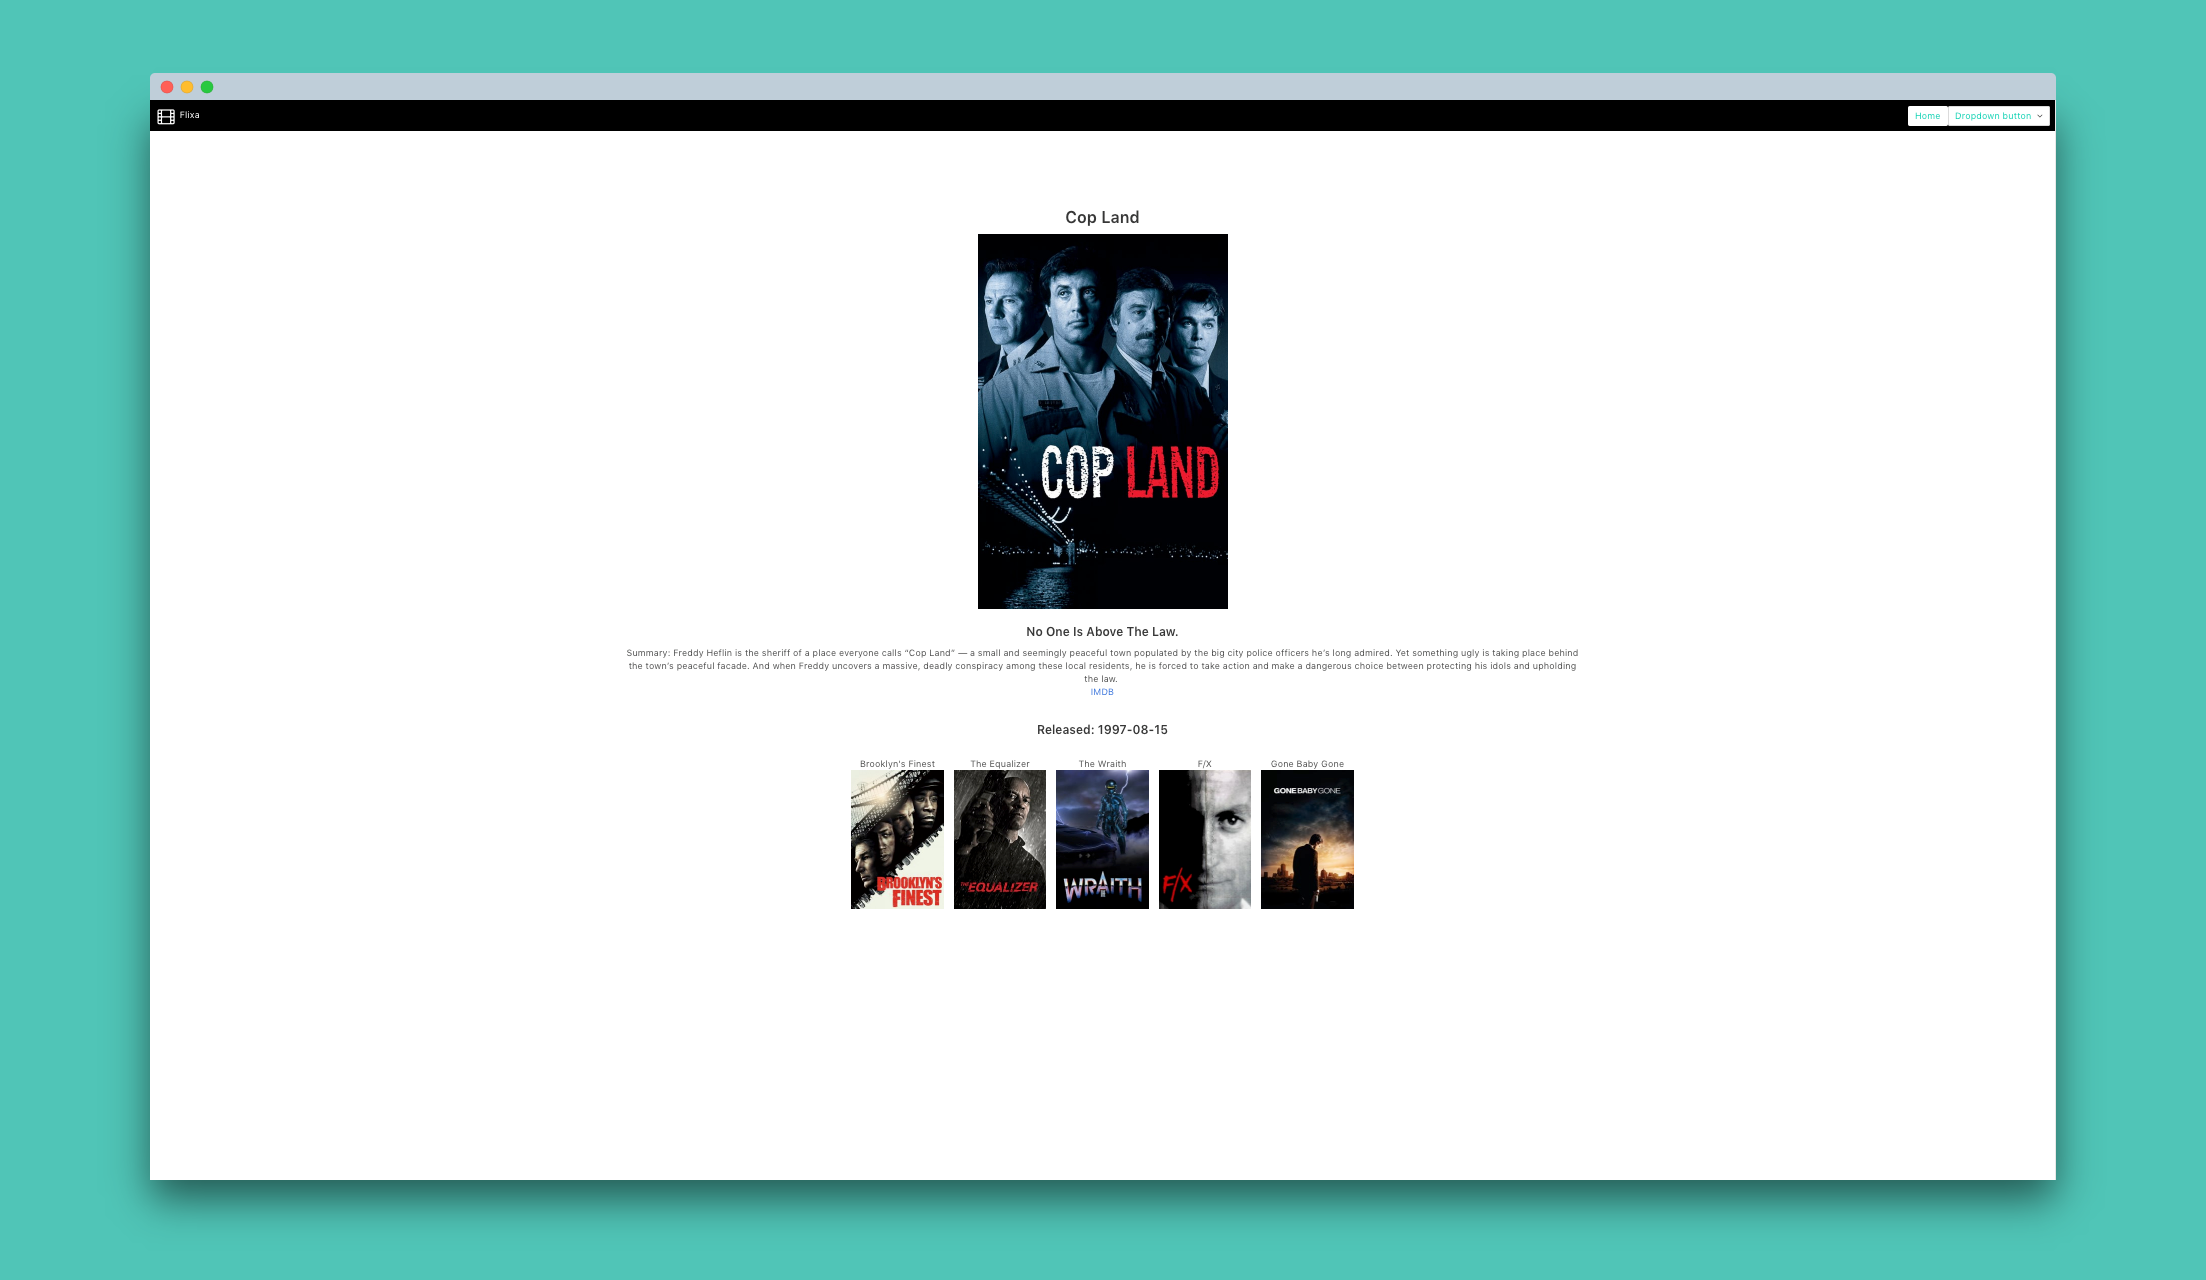 Flixa
Home
Dropdown button
Cop Land
COP LAND
No One Is Above The Law.
Summary: Freddy Heflin is the sheriff of a place everyone calls “Cop Land” — a small and seemingly peaceful town populated by the big city police officers he’s long admired. Yet something ugly is taking place behind
the town’s peaceful facade. And when Freddy uncovers a massive, deadly conspiracy among these local residents, he is forced to take action and make a dangerous choice between protecting his idols and upholding
the law.
IMDB
Released: 1997-08-15
Brooklyn's Finest
The Equalizer
The Wraith
F/X
Gone Baby Gone
BROOKLYN'S
FINEST
THE EQUALIZER
WRAITH
F/X
GONE BABY GONE